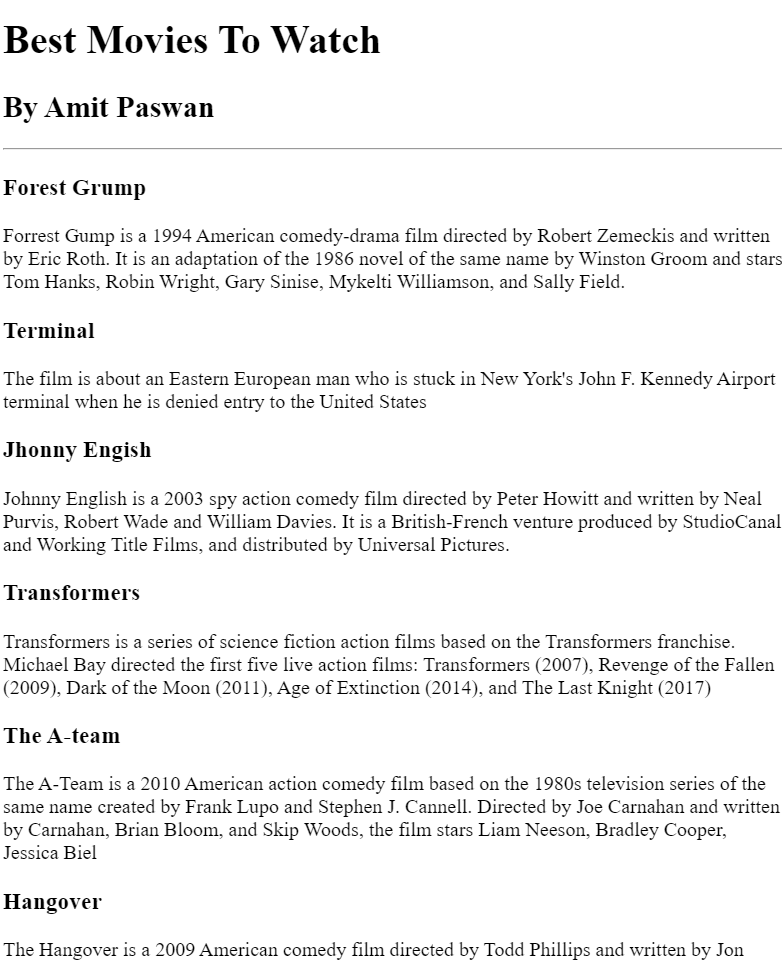 Best Movies To Watch
By Amit Paswan
Forest Grump
Forrest Gump is a 1994 American comedy-drama film directed by Robert Zemeckis and written
by Eric Roth. It is an adaptation of the 1986 novel of the same name by Winston Groom and stars
Tom Hanks, Robin Wright, Gary Sinise, Mykelti Williamson, and Sally Field.
Terminal
The film is about an Eastern European man who is stuck in New York's John F. Kennedy Airport
terminal when he is denied entry to the United States
Jhonny Engish
Johnny English is a 2003 spy action comedy film directed by Peter Howitt and written by Neal
Purvis, Robert Wade and William Davies. It is a British-French venture produced by StudioCanal
and Working Title Films, and distributed by Universal Pictures.
Transformers
Transformers is a series of science fiction action films based on the Transformers franchise.
Michael Bay directed the first five live action films: Transformers (2007), Revenge of the Fallen
(2009), Dark of the Moon (2011), Age of Extinction (2014), and The Last Knight (2017)
The A-team
The A-Team is a 2010 American action comedy film based on the 1980s television series of the
same name created by Frank Lupo and Stephen J. Cannell. Directed by Joe Carnahan and written
by Carnahan, Brian Bloom, and Skip Woods, the film stars Liam Neeson, Bradley Cooper,
Jessica Biel
Hangover
The Hangover is a 2009 American comedy film directed by Todd Phillips and written by Jon